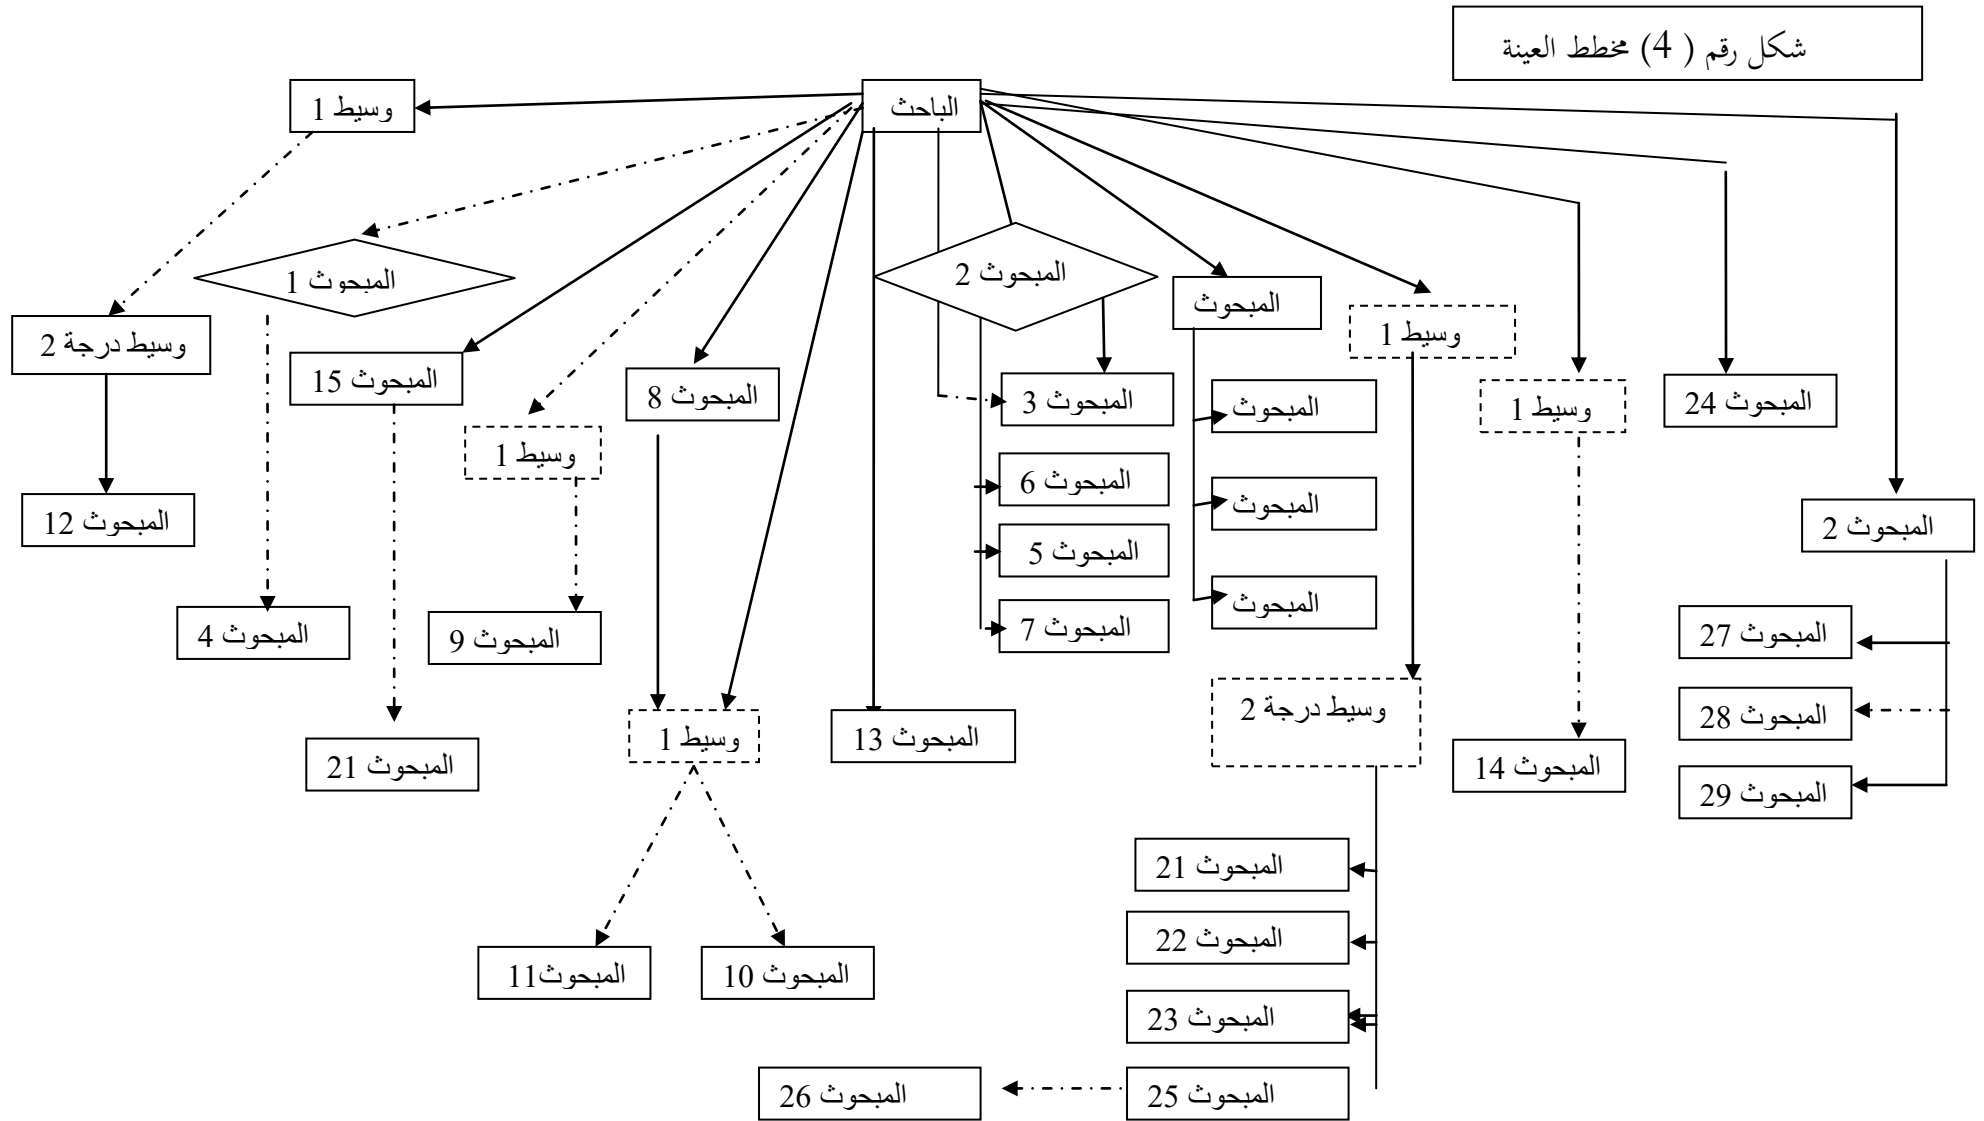 شكل رقم ( 4) مخطط العينة
الباحث
وسيط 1
المبحوث 1
المبحوث 2
المبحوث
وسيط 1
وسيط درجة 2
المبحوث 15
المبحوث 8
المبحوث 3
المبحوث
وسيط 1
المبحوث 24
وسيط 1
المبحوث 6
المبحوث
المبحوث 2
المبحوث 12
المبحوث 5
المبحوث 4
المبحوث 9
المبحوث 7
المبحوث
المبحوث 27
وسيط درجة 2
المبحوث 28
المبحوث 21
وسيط 1
المبحوث 13
المبحوث 14
المبحوث 29
المبحوث 21
المبحوث 22
المبحوث11
المبحوث 10
المبحوث 23
المبحوث 26
المبحوث 25